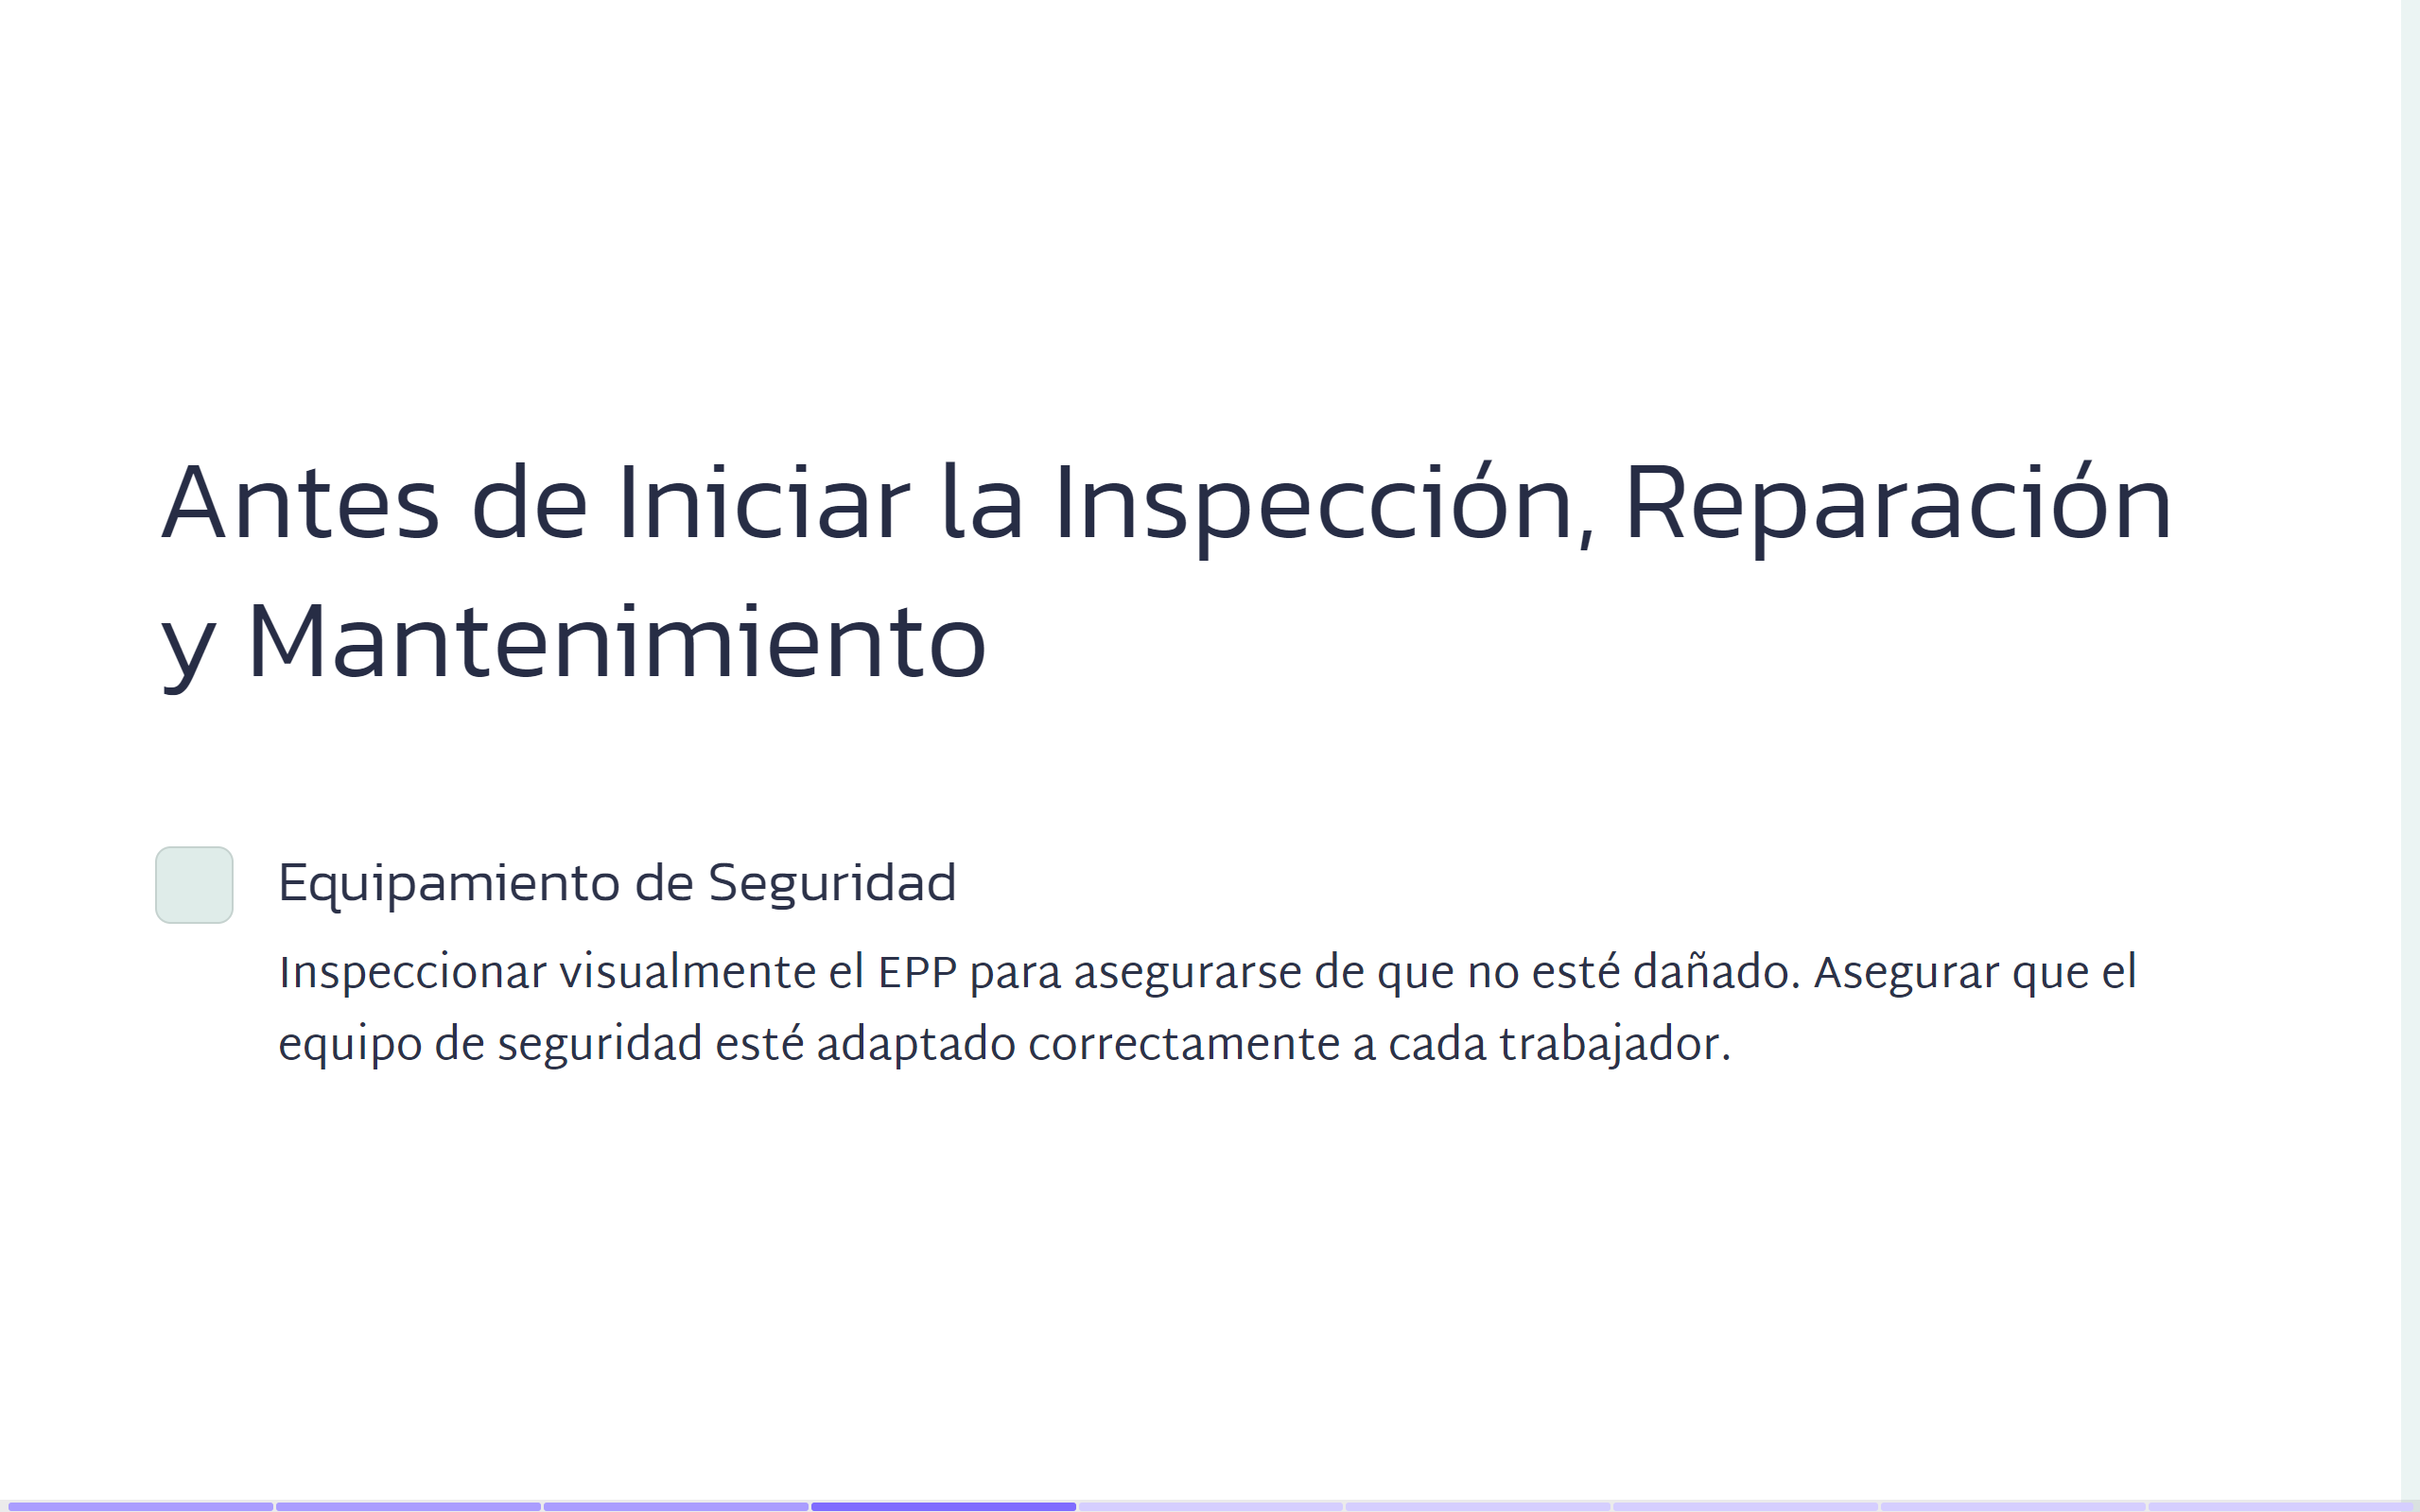 Antes de Iniciar la Inspección, Reparación
y Mantenimiento
Equipamiento de Seguridad
Inspeccionar visualmente el EPP para asegurarse de que no esté dañado. Asegurar que el
equipo de seguridad esté adaptado correctamente a cada trabajador.